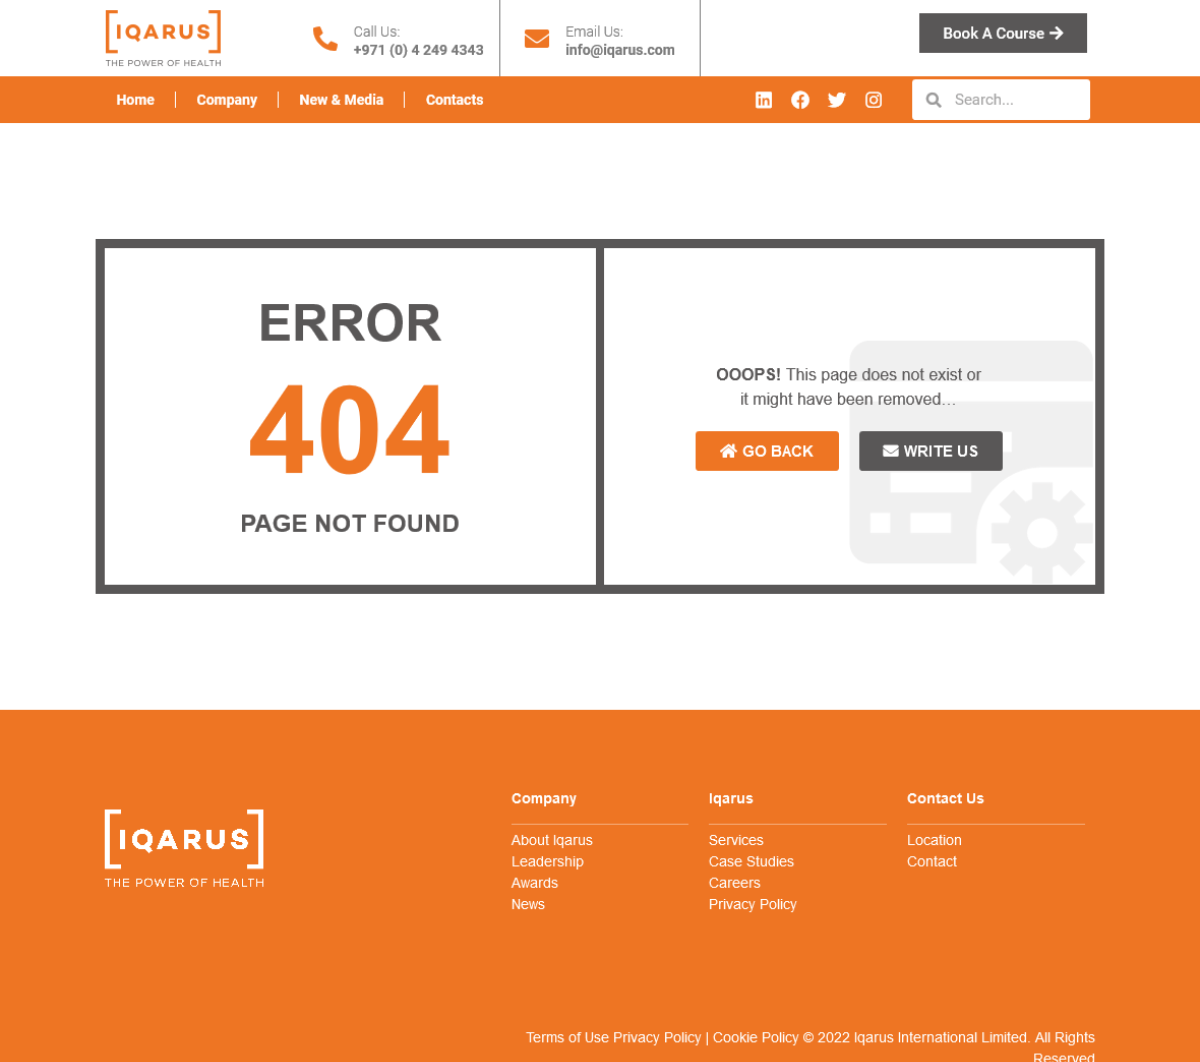 IQARUS
THE POWER OF HEALTH
Call Us:
+971 (0) 4 249 4343
Email Us:
info@iqarus.com
Book A Course
Home
Company
New & Media
Contacts
Search...
ERROR
404
PAGE NOT FOUND
OOOPS! This page does not exist or
it might have been removed…
GO BACK
WRITE US
IQARUS
THE POWER OF HEALTH
Company
About Iqarus
Leadership
Awards
News
Iqarus
Services
Case Studies
Careers
Privacy Policy
Contact Us
Location
Contact
Terms of Use Privacy Policy | Cookie Policy © 2022 Iqarus International Limited. All Rights
Reserved